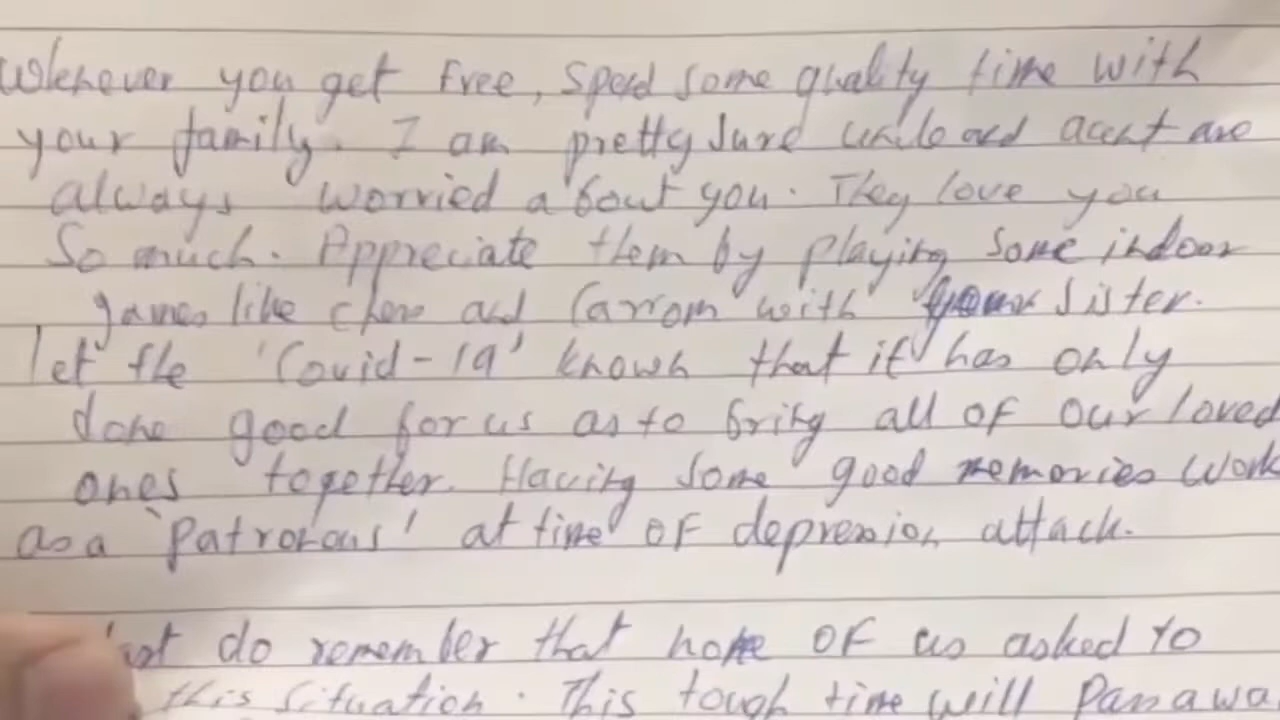 Whenever you get free, spend some quality time with
your family. I am pretty sure uncle and aunt are
always worried about you. They love you
So much. Appreciate them by playing some indoor
games like chess and Carrom with your sister.
let the 'Covid-19' known that it has only
done good for us as to bring all of our loved
ones together. Having some good memories work
as a 'Patronous' at time of depression attack.
do remember that none of us asked to
this situation. This tough time will Pass awa